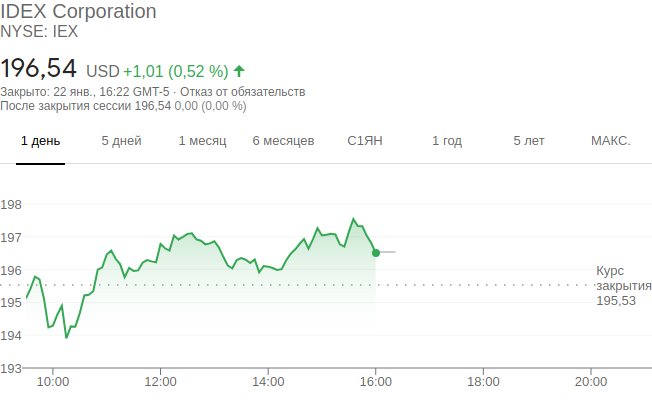 IDEX Corporation
NYSE: IEX
196,54 USD +1,01 (0,52 %)
Закрыто: 22 янв., 16:22 GMT-5 · Отказ от обязательств
После закрытия сессии 196,54 0,00 (0,00 %)
1 день 5 дней 1 месяц 6 месяцев С1ЯН 1 год 5 лет МАКС.
198
197
196
Курс
закрытия
195,53
195
194
193
10:00 12:00 14:00 16:00 18:00 20:00